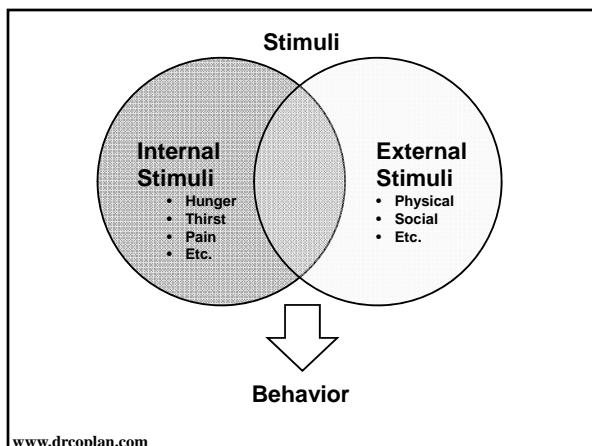 Stimuli
Internal
Stimuli
• Hunger
• Thirst
• Pain
• Etc.
External
Stimuli
• Physical
• Social
• Etc.
Behavior
www.drcoplan.com